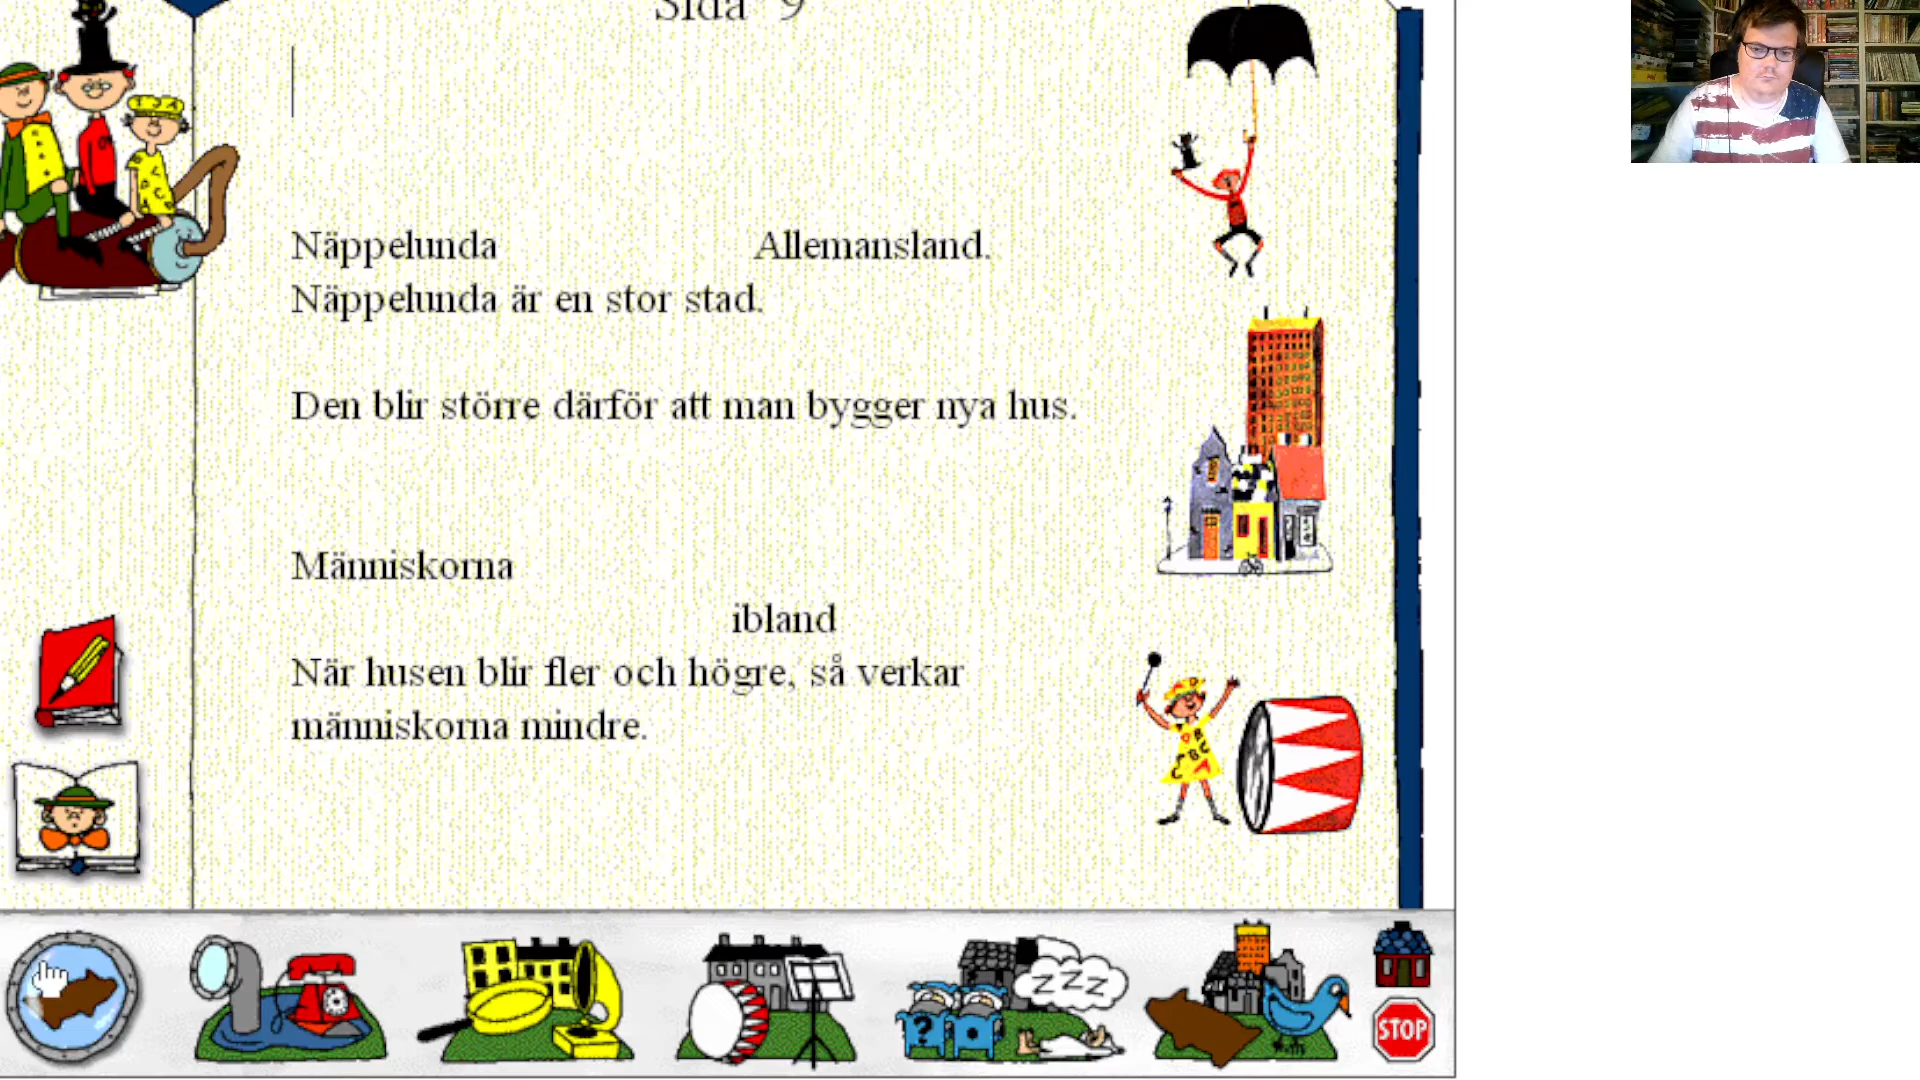 Sida 9
Näppelunda Allemansland.
Näppelunda är en stor stad.
Den blir större därför att man bygger nya hus.
Människorna
ibland
När husen blir fler och högre, så verkar
människorna mindre.
ZZZ
?
STOP